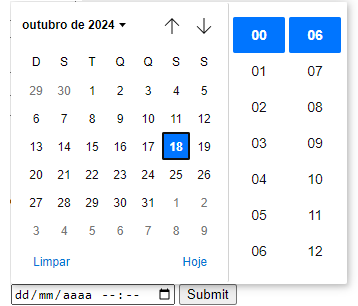 outubro de 2024
D S T Q Q S S
29 30 1 2 3 4 5
6 7 8 9 10 11 12
13 14 15 16 17 18 19
20 21 22 23 24 25 26
27 28 29 30 31 1 2
3 4 5 6 7 8 9
Limpar Hoje
00 06
01 07
02 08
03 09
04 10
05 11
06 12
dd/mm/aaaa --:-- Submit